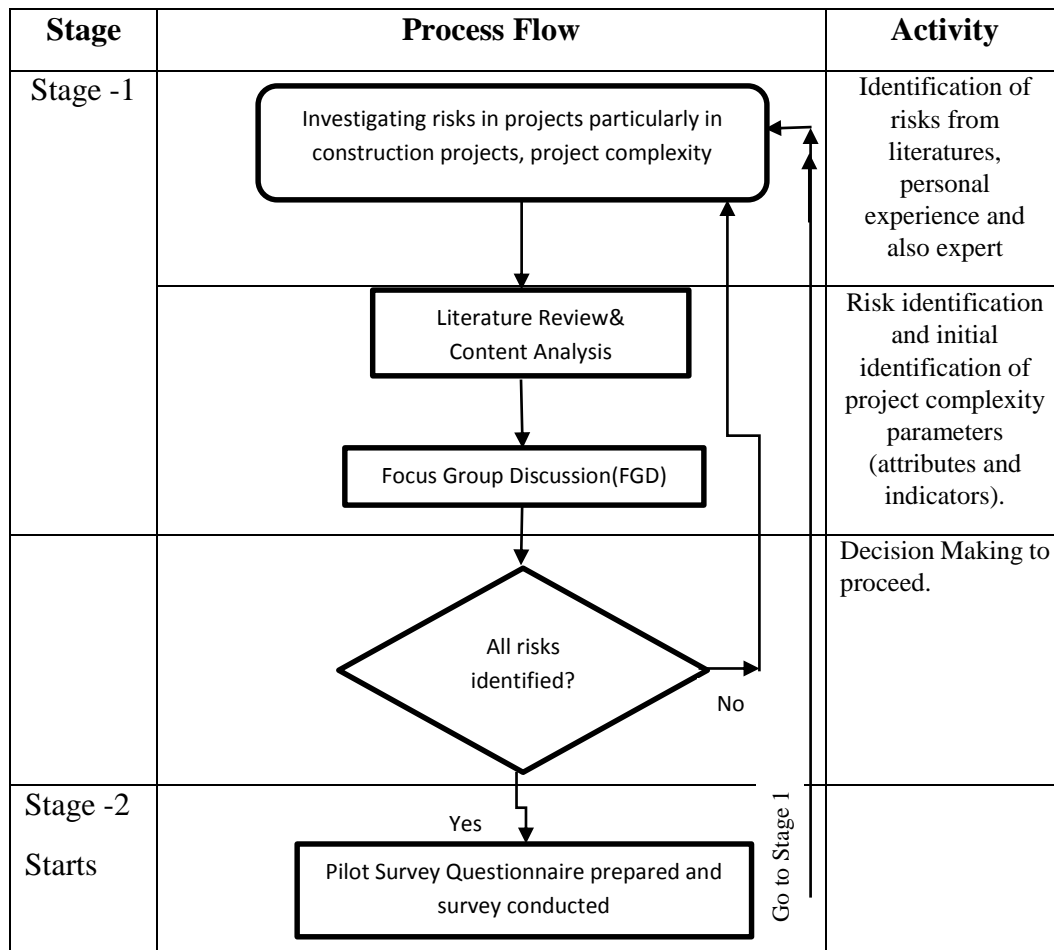 Stage
Process Flow
Activity
Stage -1
Investigating risks in projects particularly in
construction projects, project complexity
Identification of
risks from
literatures,
personal
experience and
also expert
Literature Review&
Content Analysis
Focus Group Discussion(FGD)
Risk identification
and initial
identification of
project complexity
parameters
(attributes and
indicators).
All risks
identified?
No
Decision Making to
proceed.
Stage -2
Starts
Yes
Pilot Survey Questionnaire prepared and
survey conducted
Go to Stage 1